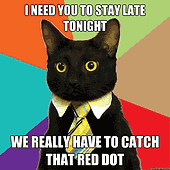 I NEED YOU TO STAY LATE
TONIGHT
WE REALLY HAVE TO CATCH
THAT RED DOT